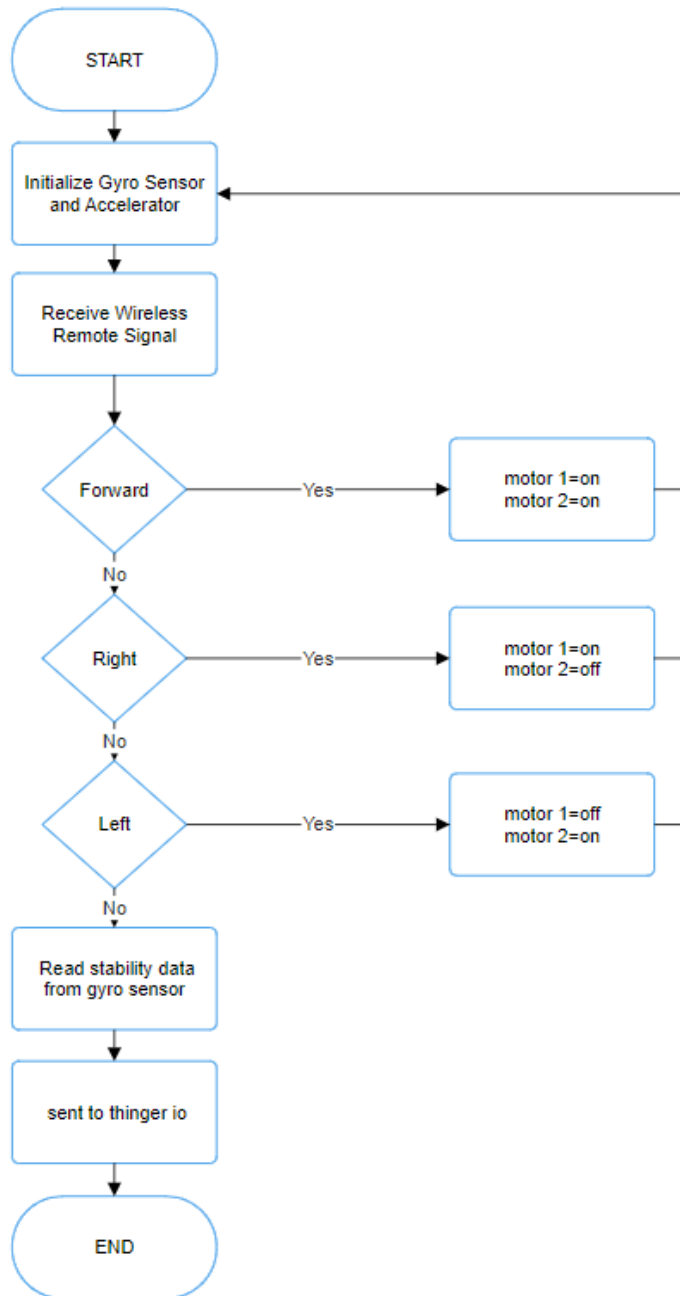 START
Initialize Gyro Sensor
and Accelerator
Receive Wireless
Remote Signal
Forward
Yes
motor 1=on
motor 2=on
No
Right
Yes
motor 1=on
motor 2=off
No
Left
Yes
motor 1=off
motor 2=on
No
Read stability data
from gyro sensor
sent to thinger io
END